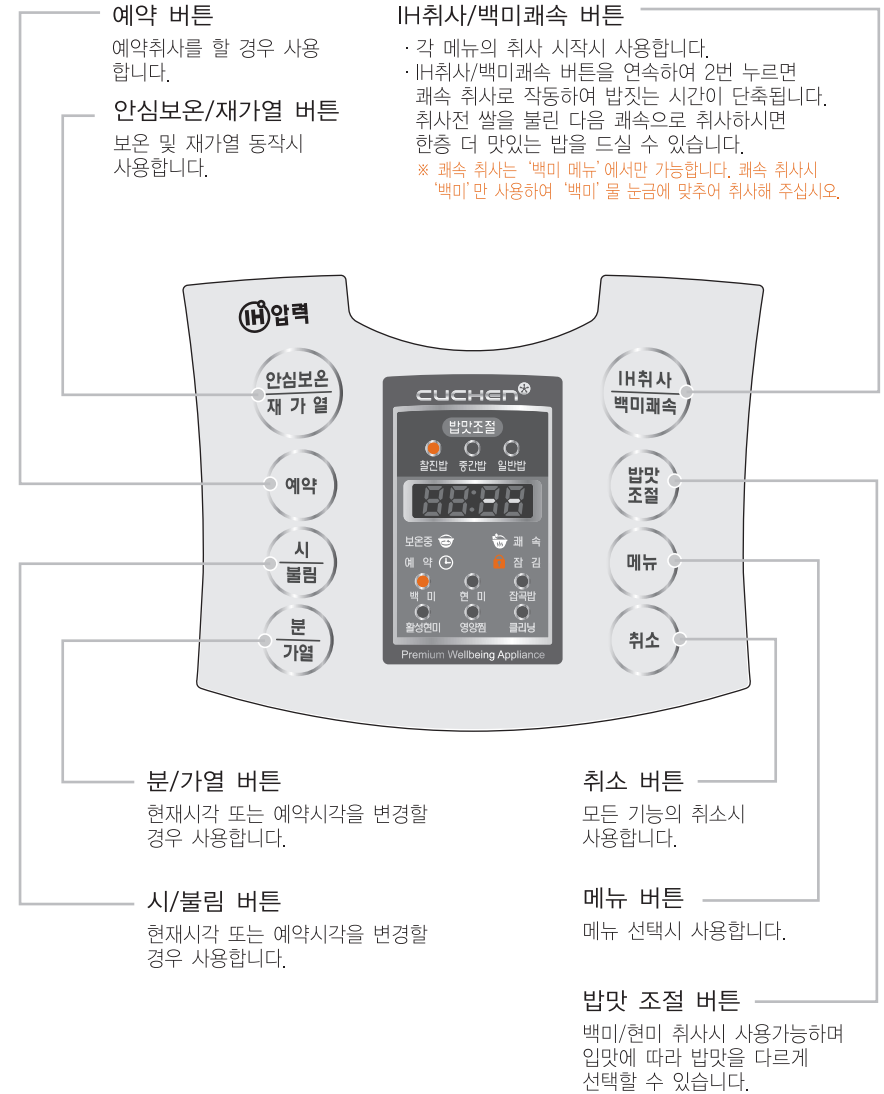 예약 버튼
예약취사를 할 경우 사용
합니다.
안심보온/재가열 버튼
보온 및 재가열 동작시
사용합니다.
IH취사/백미쾌속 버튼
· 각 메뉴의 취사 시작시 사용합니다.
· IH취사/백미쾌속 버튼을 연속하여 2번 누르면
쾌속 취사로 작동하여 밥짓는 시간이 단축됩니다.
취사전 쌀을 불린 다음 쾌속으로 취사하시면
한층 더 맛있는 밥을 드실 수 있습니다.
※ 쾌속 취사는 ‘백미 메뉴’에서만 가능합니다. 쾌속 취사시
‘백미’만 사용하여 ‘백미’물 눈금에 맞추어 취사해 주십시오.
IH압력
안심보온
재 가 열
예약
시
불림
분
가열
CUCHEN
밥맛조절
찰진밥 중간밥 일반밥
88:88
보온중 쾌 속
예 약 잠 김
백 미 현 미 잡곡밥
활성현미 영양찜 클리닝
Premium Wellbeing Appliance
IH취사
백미쾌속
밥맛
조절
메뉴
취소
분/가열 버튼
현재시각 또는 예약시각을 변경할
경우 사용합니다.
시/불림 버튼
현재시각 또는 예약시각을 변경할
경우 사용합니다.
취소 버튼
모든 기능의 취소시
사용합니다.
메뉴 버튼
메뉴 선택시 사용합니다.
밥맛 조절 버튼
백미/현미 취사시 사용가능하며
입맛에 따라 밥맛을 다르게
선택할 수 있습니다.